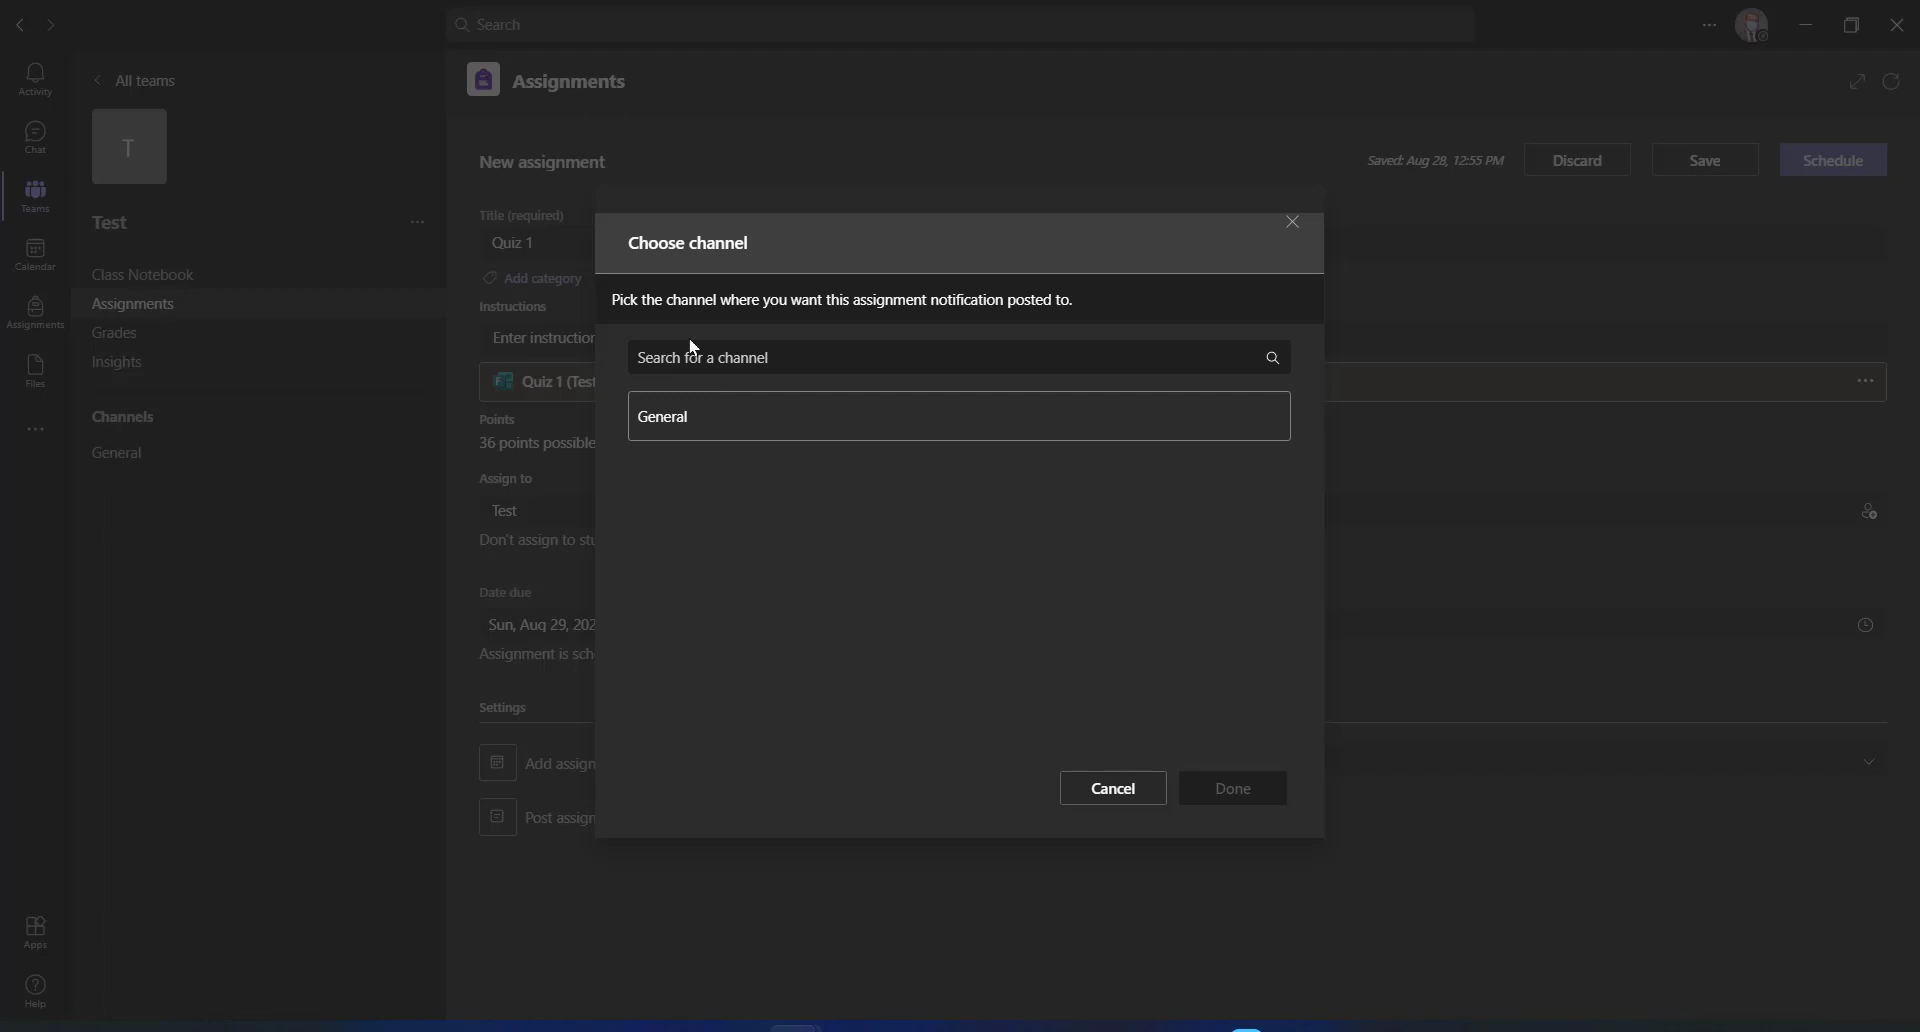 Search
Activity
Chat
Teams
Calendar
Assignments
Files
Apps
Help
All teams
T
Test
Class Notebook
Assignments
Grades
Insights
Channels
General
Assignments
New assignment
Saved: Aug 28, 12:55 PM
Discard
Save
Schedule
Title (required)
Quiz 1
Add category
Instructions
Enter instruction
Quiz 1 (Test
Points
36 points possible
Assign to
Test
Don't assign to stu
Date due
Sun, Aug 29, 202
Assignment is sch
Settings
Add assign
Post assign
Choose channel
Pick the channel where you want this assignment notification posted to.
Search for a channel
General
Cancel
Done